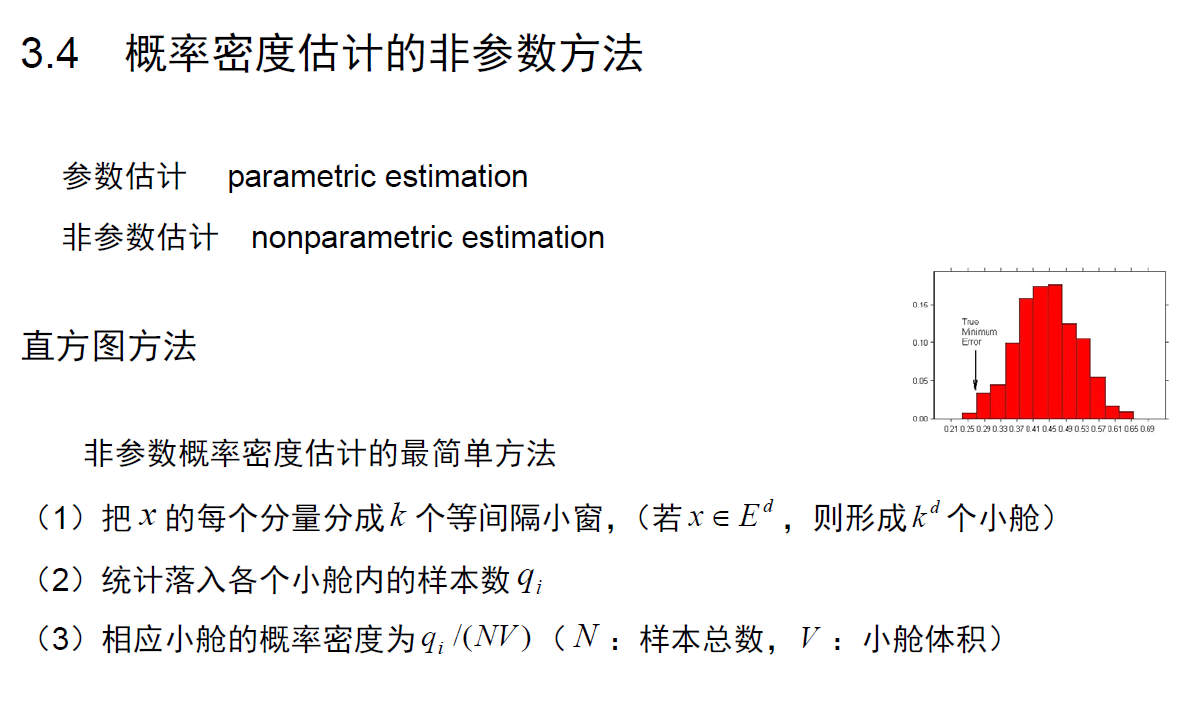 3.4 概率密度估计的非参数方法
参数估计 parametric estimation
非参数估计 nonparametric estimation
直方图方法
0.15
0.10
0.05
0.00
True
Minimum
Error
0.21 0.25 0.29 0.33 0.37 0.41 0.45 0.49 0.53 0.57 0.61 0.65 0.69
非参数概率密度估计的最简单方法
（1）把 x 的每个分量分成 k 个等间隔小窗，（若 x ∈ E^d ，则形成 k^d 个小舱）
（2）统计落入各个小舱内的样本数 q_i
（3）相应小舱的概率密度为 q_i /(NV)（ N ：样本总数， V ：小舱体积）